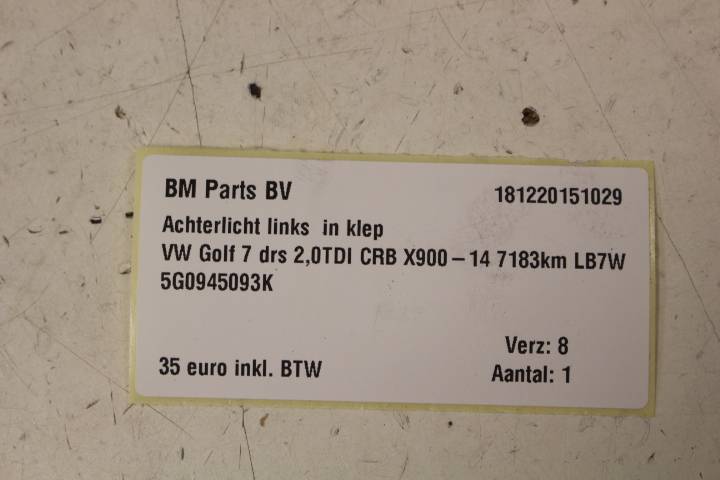 BM Parts BV 181220151029
Achterlicht links in klep
VW Golf 7 drs 2,0TDI CRB X900-14 7183km LB7W
5G0945093K
Verz: 8
35 euro inkl. BTW Aantal: 1